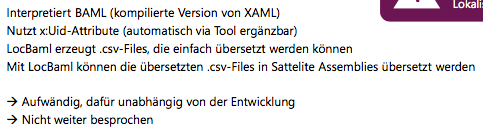 Lokalis
Interpretiert BAML (kompilierte Version von XAML)
Nutzt x:Uid-Attribute (automatisch via Tool ergänzbar)
LocBaml erzeugt .csv-Files, die einfach übersetzt werden können
Mit LocBaml können die übersetzten .csv-Files in Sattelite Assemblies übersetzt werden
→ Aufwändig, dafür unabhängig von der Entwicklung
→ Nicht weiter besprochen